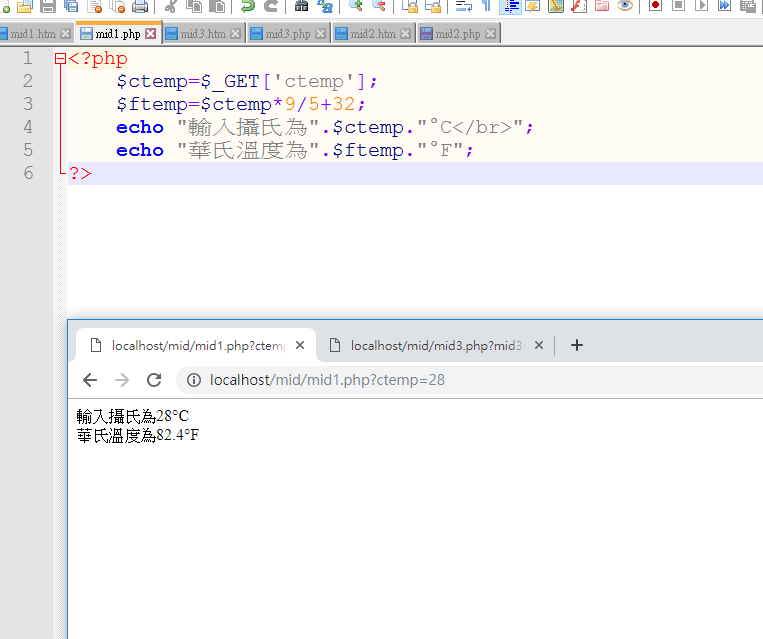 mid1.htm mid1.php mid3.htm mid3.php mid2.htm mid2.php
1 <?php
2 $ctemp=$_GET['ctemp'];
3 $ftemp=$ctemp*9/5+32;
4 echo "輸入攝氏為".$ctemp."°C</br>";
5 echo "華氏溫度為".$ftemp."°F";
6 ?>
localhost/mid/mid1.php?ctemp localhost/mid/mid3.php?mid3
localhost/mid/mid1.php?ctemp=28
輸入攝氏為28°C
華氏溫度為82.4°F